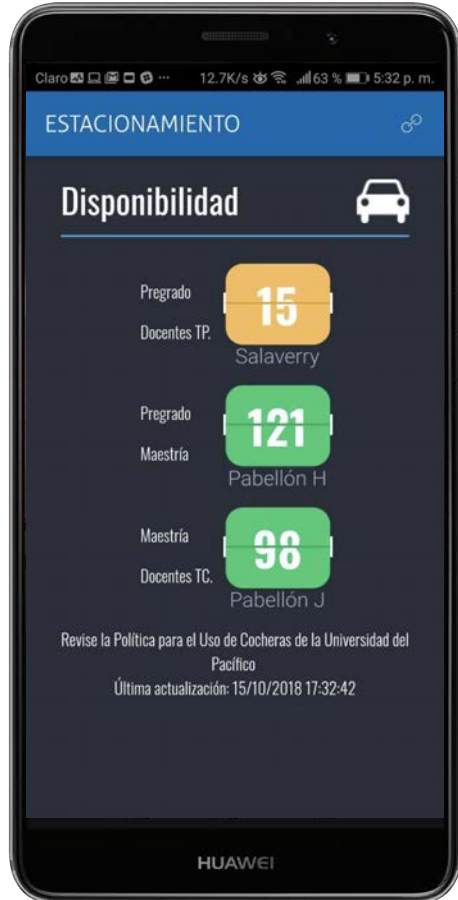 Claro ... 12.7K/s 63 % 5:32 p. m.
ESTACIONAMIENTO
Disponibilidad
Pregrado
Docentes TP.
15
Salaverry
Pregrado
Maestría
121
Pabellón H
Maestría
Docentes TC.
98
Pabellón J
Revise la Política para el Uso de Cocheras de la Universidad del
Pacífico
Última actualización: 15/10/2018 17:32:42
HUAWEI